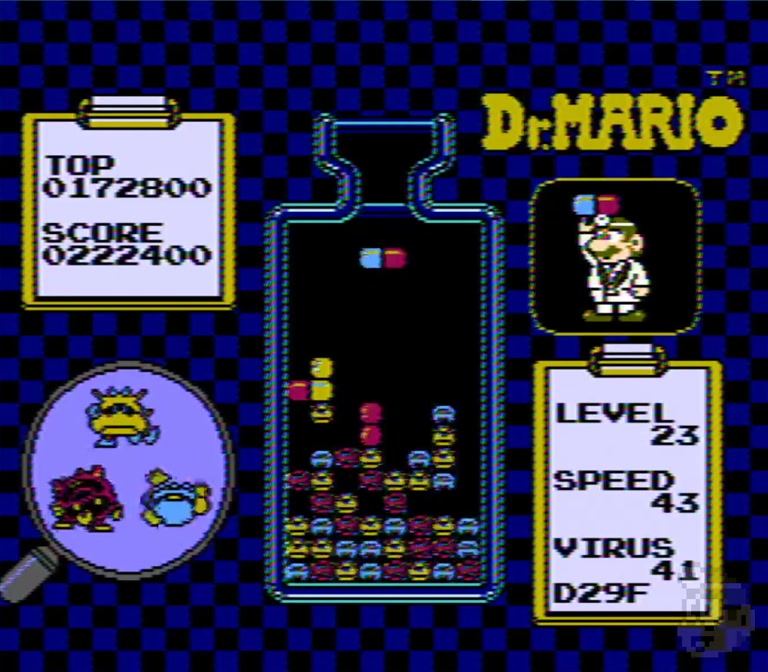 TM
Dr. MARIO
TOP
0172800
SCORE
0222400
LEVEL
23
SPEED
43
VIRUS
41
D29F